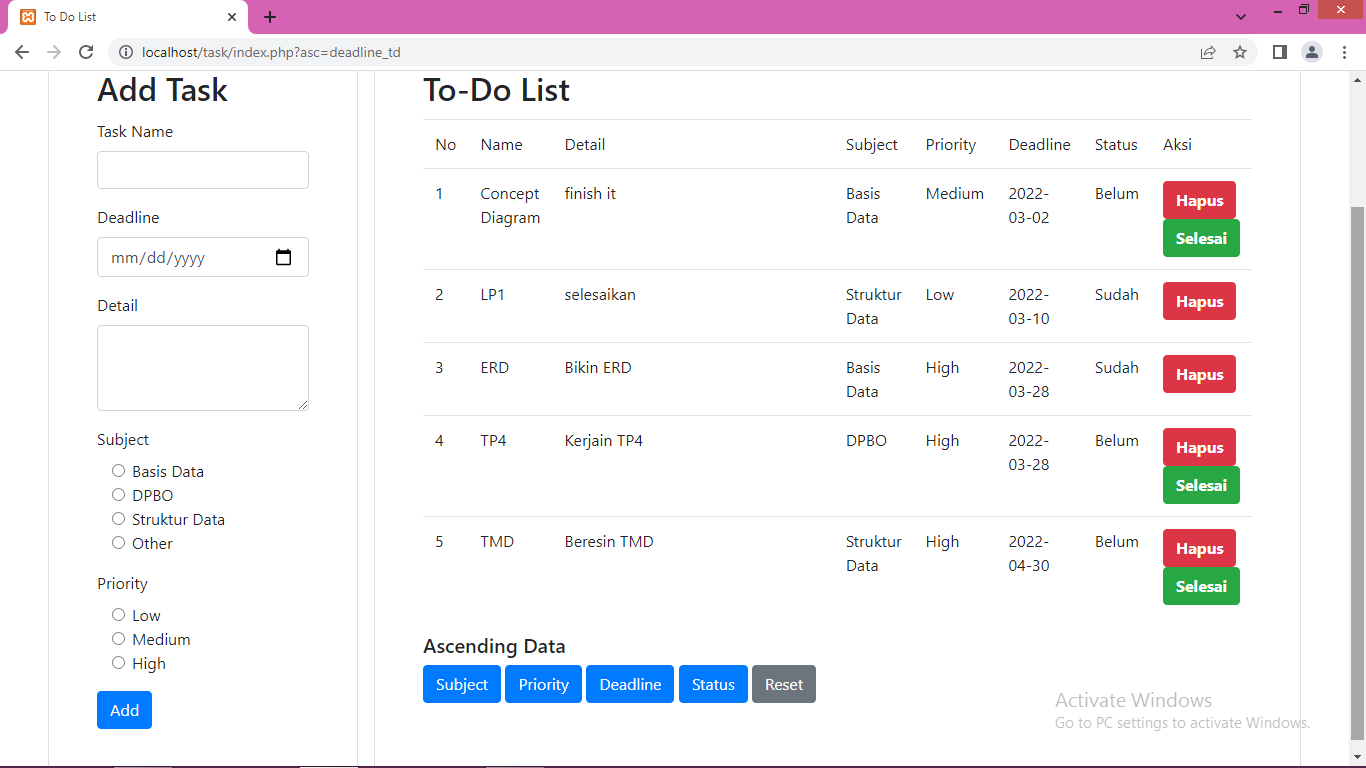 To Do List
localhost/task/index.php?asc=deadline_td
Add Task
Task Name
Deadline
mm/dd/yyyy
Detail
Subject
Basis Data
DPBO
Struktur Data
Other
Priority
Low
Medium
High
Add
To-Do List
No Name Detail Subject Priority Deadline Status Aksi
1 Concept finish it Basis Medium 2022- Belum Hapus
Diagram Data 03-02
Selesai
2 LP1 selesaikan Struktur Low 2022- Sudah Hapus
Data 03-10
3 ERD Bikin ERD Basis High 2022- Sudah Hapus
Data 03-28
4 TP4 Kerjain TP4 DPBO High 2022- Belum Hapus
03-28
Selesai
5 TMD Beresin TMD Struktur High 2022- Belum Hapus
Data 04-30
Selesai
Ascending Data
Subject Priority Deadline Status Reset
Activate Windows
Go to PC settings to activate Windows.